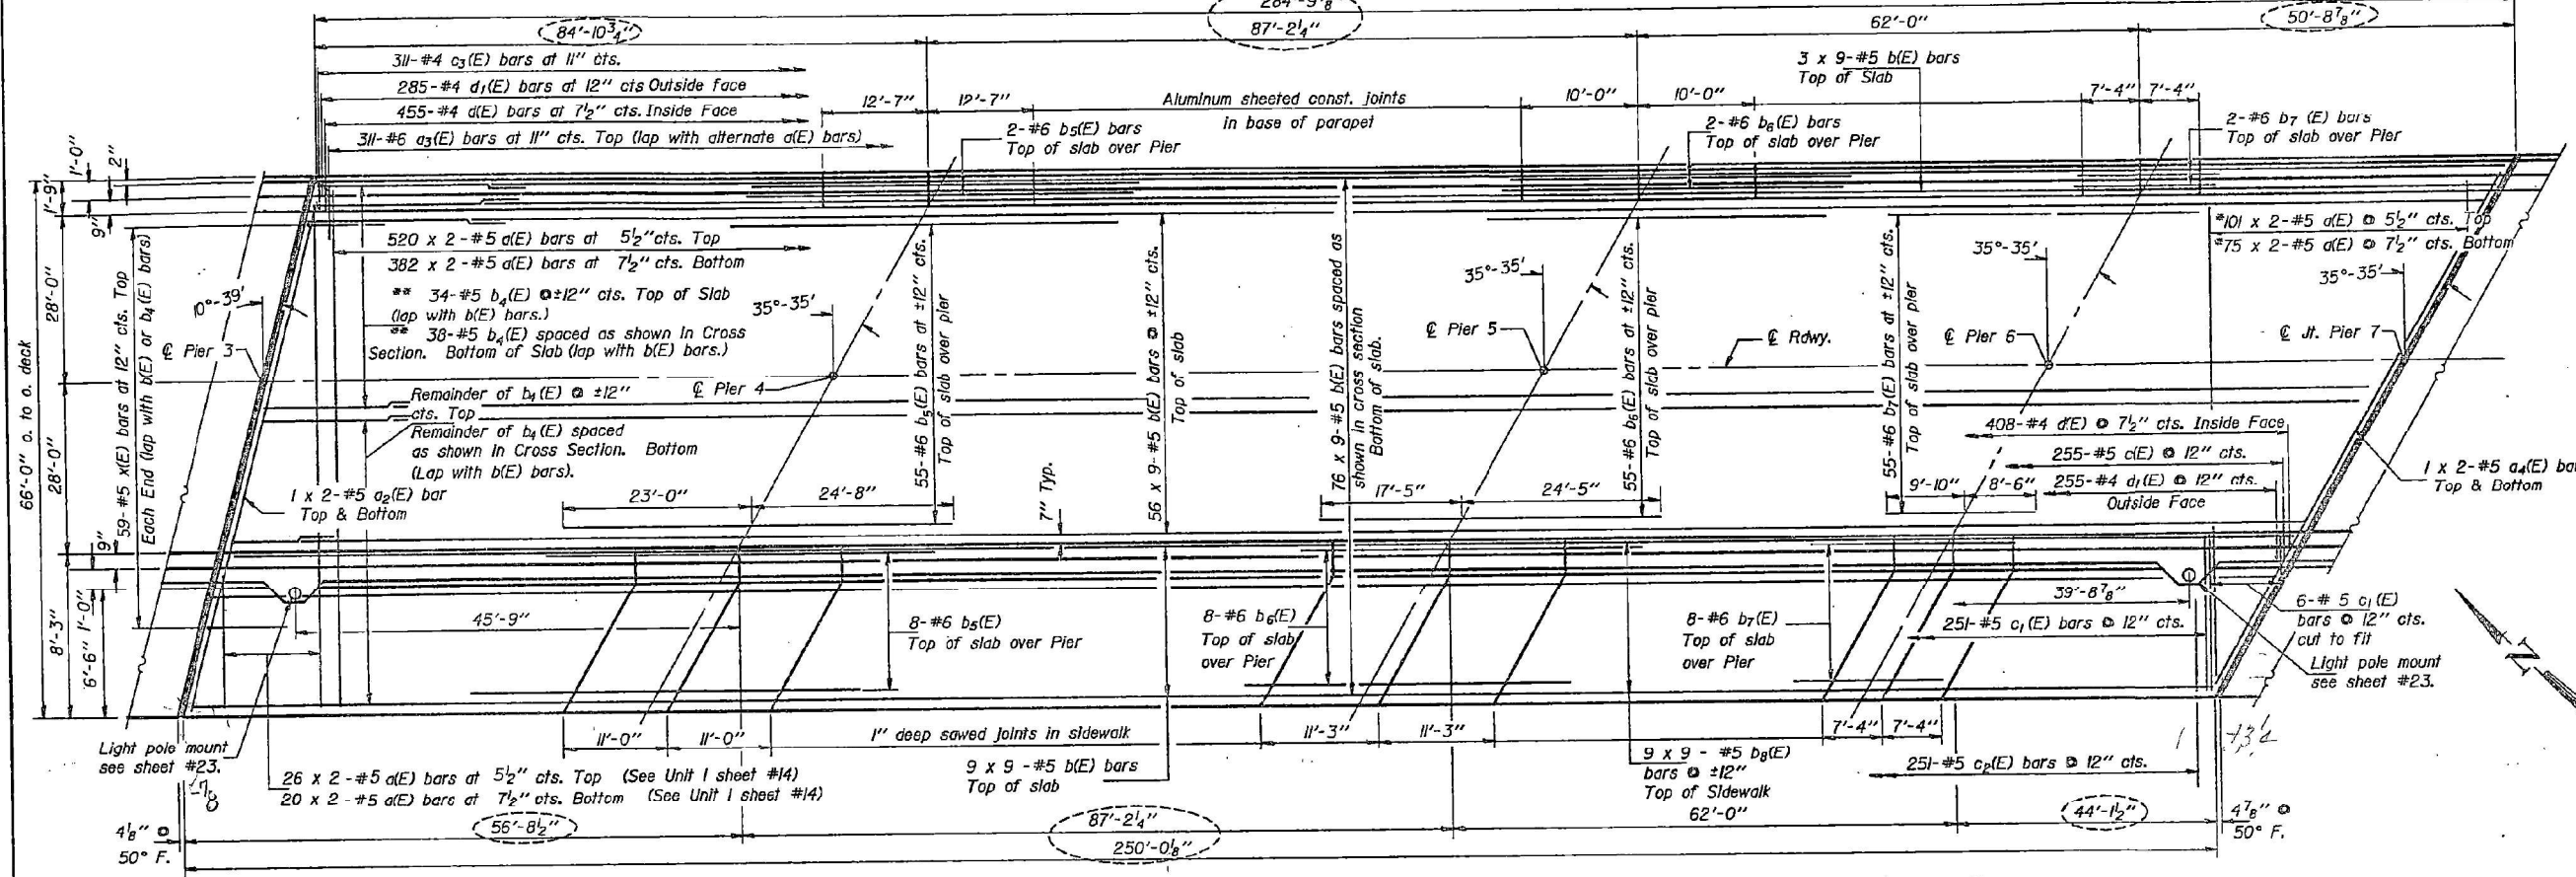 284'-9⅛"
84'-10¾"
87'-2¼"
62'-0"
50'-8⅞"
311-#4 c3(E) bars at 11" cts.
285-#4 d1(E) bars at 12" cts Outside Face
455-#4 d(E) bars at 7½" cts. Inside Face
311-#6 a3(E) bars at 11" cts. Top (lap with alternate a(E) bars)
12'-7"
12'-7"
Aluminum sheeted const. joints
in base of parapet
10'-0"
10'-0"
3 x 9-#5 b(E) bars
Top of Slab
7'-4"
7'-4"
2-#6 b5(E) bars
Top of slab over Pier
2-#6 b6(E) bars
Top of slab over Pier
2-#6 b7 (E) bars
Top of slab over Pier
1'-0"
2"
1'-9"
9"
66'-0" o. to o. deck
28'-0"
28'-0"
59-#5 x(E) bars at 12" cts. Top
Each End (lap with b(E) or b4(E) bars)
520 x 2-#5 a(E) bars at 5½" cts. Top
382 x 2-#5 a(E) bars at 7½" cts. Bottom
** 34-#5 b4(E) @ ±12" cts. Top of Slab
(lap with b(E) bars.)
** 38-#5 b4(E) spaced as shown in Cross
Section. Bottom of Slab (lap with b(E) bars.)
10°-39'
℄ Pier 3
35°-35'
℄ Pier 4
Remainder of b4(E) @ ±12"
cts. Top
Remainder of b4(E) spaced
as shown in Cross Section. Bottom
(Lap with b(E) bars).
1 x 2-#5 a2(E) bar
Top & Bottom
55-#6 b5(E) bars at ±12" cts.
Top of slab over pier
56 x 9-#5 b(E) bars @ ±12" cts.
Top of slab
76 x 9-#5 b(E) bars spaced as
shown in cross section
Bottom of slab.
55-#6 b6(E) bars at ±12" cts.
Top of slab over pier
55-#6 b7(E) bars at ±12" cts.
Top of slab over pier
35°-35'
℄ Pier 5
℄ Rdwy.
35°-35'
℄ Pier 6
*101 x 2-#5 a(E) @ 5½" cts. Top
*75 x 2-#5 a(E) @ 7½" cts. Bottom
35°-35'
℄ Jt. Pier 7
408-#4 d(E) @ 7½" cts. Inside Face
255-#5 c(E) @ 12" cts.
255-#4 d1(E) @ 12" cts.
Outside Face
1 x 2-#5 a4(E) ba
Top & Bottom
23'-0"
24'-8"
7" Typ.
17'-5"
24'-5"
9'-10"
8'-6"
9"
1'-0"
8'-3"
6'-6"
45'-9"
8-#6 b5(E)
Top of slab over Pier
8-#6 b6(E)
Top of slab
over Pier
8-#6 b7(E)
Top of slab
over Pier
39'-8⅞"
251-#5 c1(E) bars @ 12" cts.
6-#5 c1(E)
bars @ 12" cts.
cut to fit
Light pole mount
see sheet #23.
N
Light pole mount
see sheet #23.
11'-0"
11'-0"
1" deep sawed joints in sidewalk
11'-3"
11'-3"
7'-4"
7'-4"
26 x 2-#5 a(E) bars at 5½" cts. Top (See Unit 1 sheet #14)
20 x 2-#5 a(E) bars at 7½" cts. Bottom (See Unit 1 sheet #14)
9 x 9-#5 b(E) bars
Top of slab
9 x 9 - #5 b8(E)
bars @ ±12"
Top of Sidewalk
251-#5 c2(E) bars @ 12" cts.
4⅛" @
50° F.
56'-8½"
87'-2¼"
62'-0"
44'-1½"
4⅞" @
50° F.
250'-0⅛"